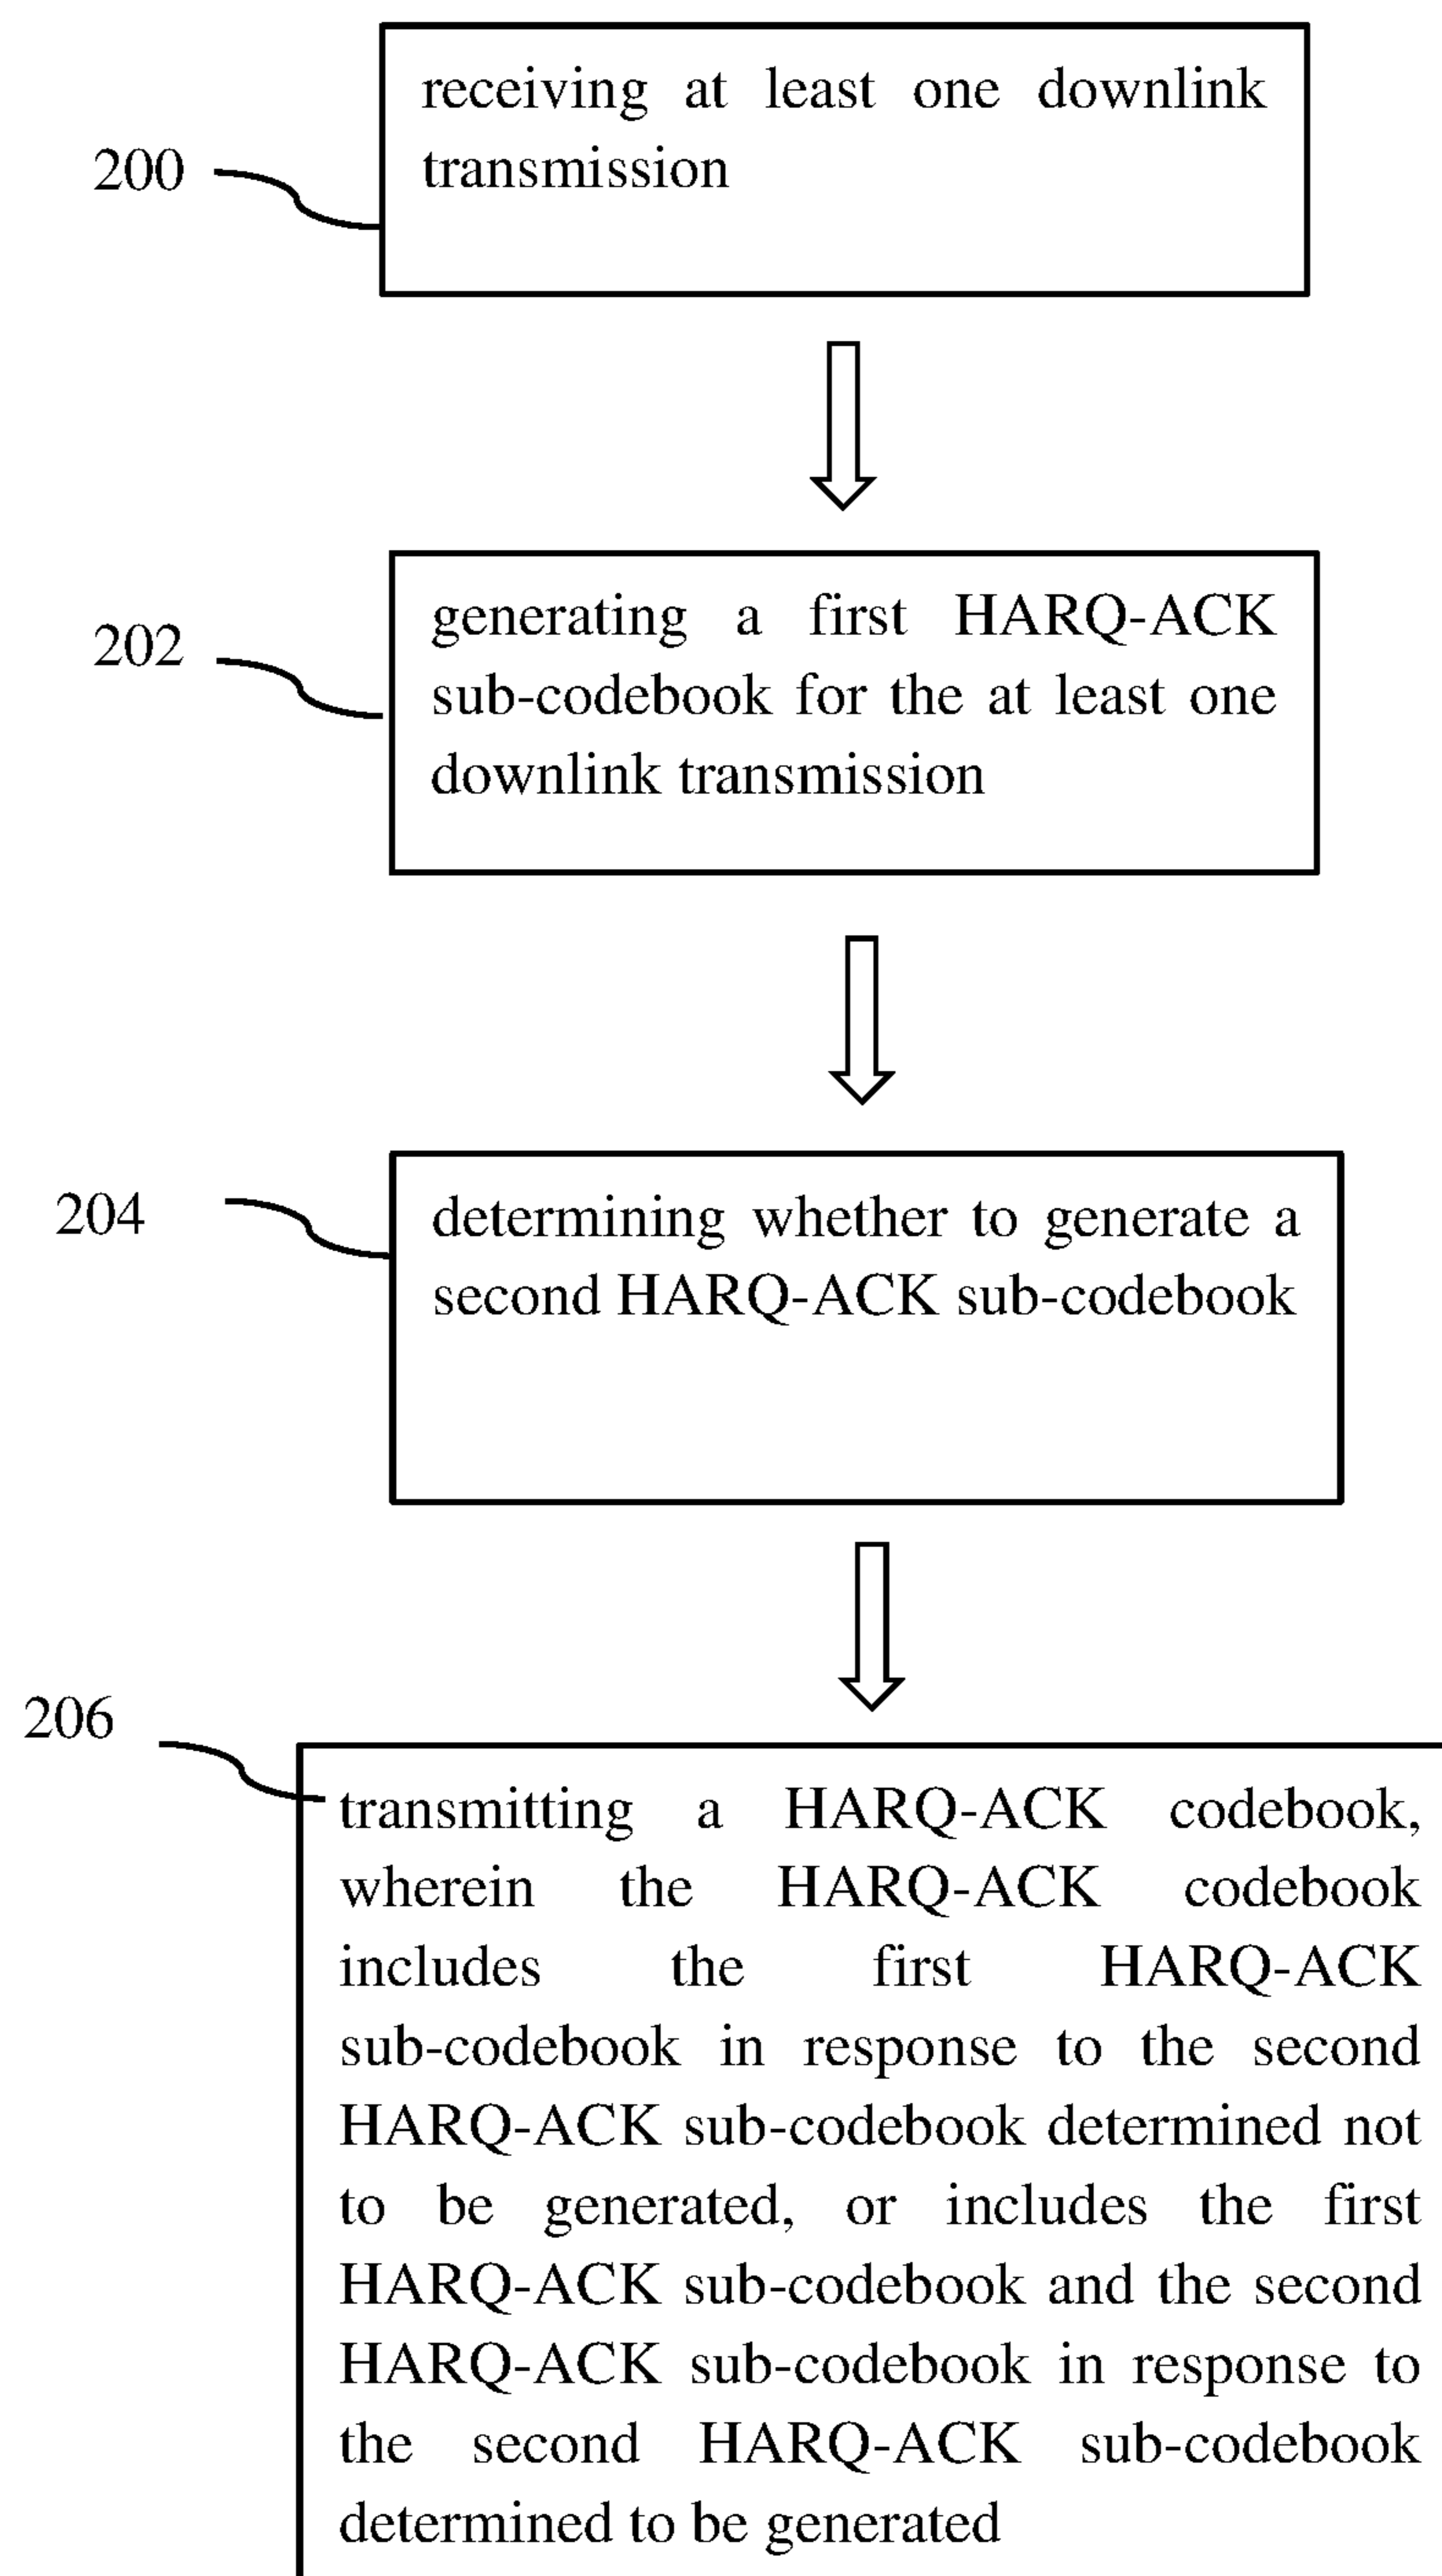 receiving at least one downlink
transmission
200
generating a first HARQ-ACK
sub-codebook for the at least one
downlink transmission
202
determining whether to generate a
second HARQ-ACK sub-codebook
204
206
transmitting a HARQ-ACK codebook,
wherein the HARQ-ACK codebook
includes the first HARQ-ACK
sub-codebook in response to the second
HARQ-ACK sub-codebook determined not
to be generated, or includes the first
HARQ-ACK sub-codebook and the second
HARQ-ACK sub-codebook in response to
the second HARQ-ACK sub-codebook
determined to be generated